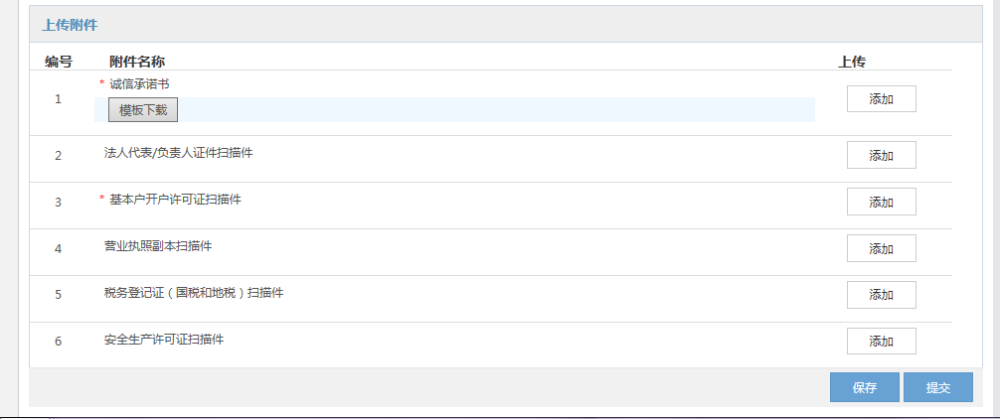 上传附件
编号 附件名称 上传
* 诚信承诺书
1 添加
模板下载
2 法人代表/负责人证件扫描件 添加
3 * 基本户开户许可证扫描件 添加
4 营业执照副本扫描件 添加
5 税务登记证（国税和地税）扫描件 添加
6 安全生产许可证扫描件 添加
保存 提交